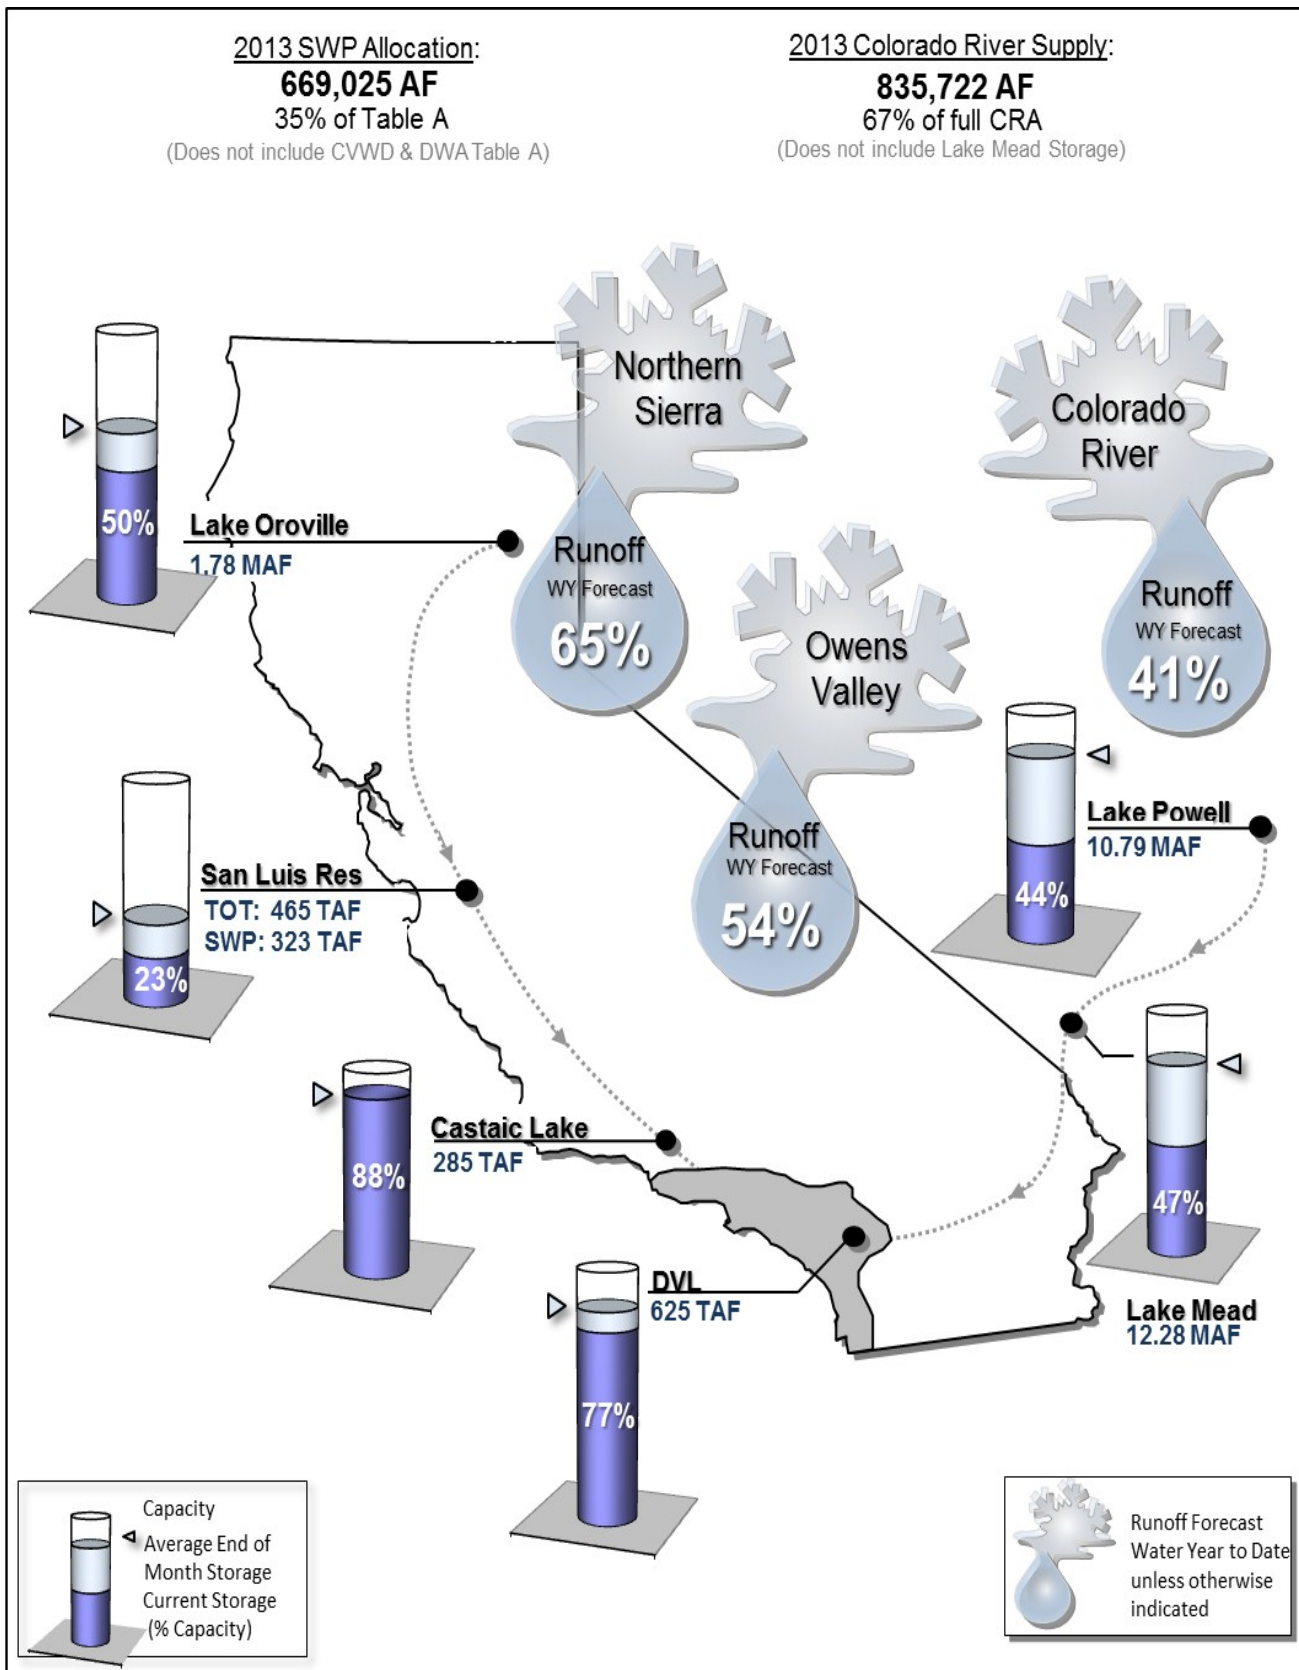 2013 SWP Allocation:
669,025 AF
35% of Table A
(Does not include CVWD & DWA Table A)
2013 Colorado River Supply:
835,722 AF
67% of full CRA
(Does not include Lake Mead Storage)
Northern
Sierra
Runoff
WY Forecast
65%
Colorado
River
Runoff
WY Forecast
41%
Owens
Valley
Runoff
WY Forecast
54%
50%
Lake Oroville
1.78 MAF
23%
San Luis Res
TOT: 465 TAF
SWP: 323 TAF
88%
Castaic Lake
285 TAF
77%
DVL
625 TAF
44%
Lake Powell
10.79 MAF
47%
Lake Mead
12.28 MAF
Capacity
Average End of
Month Storage
Current Storage
(% Capacity)
Runoff Forecast
Water Year to Date
unless otherwise
indicated